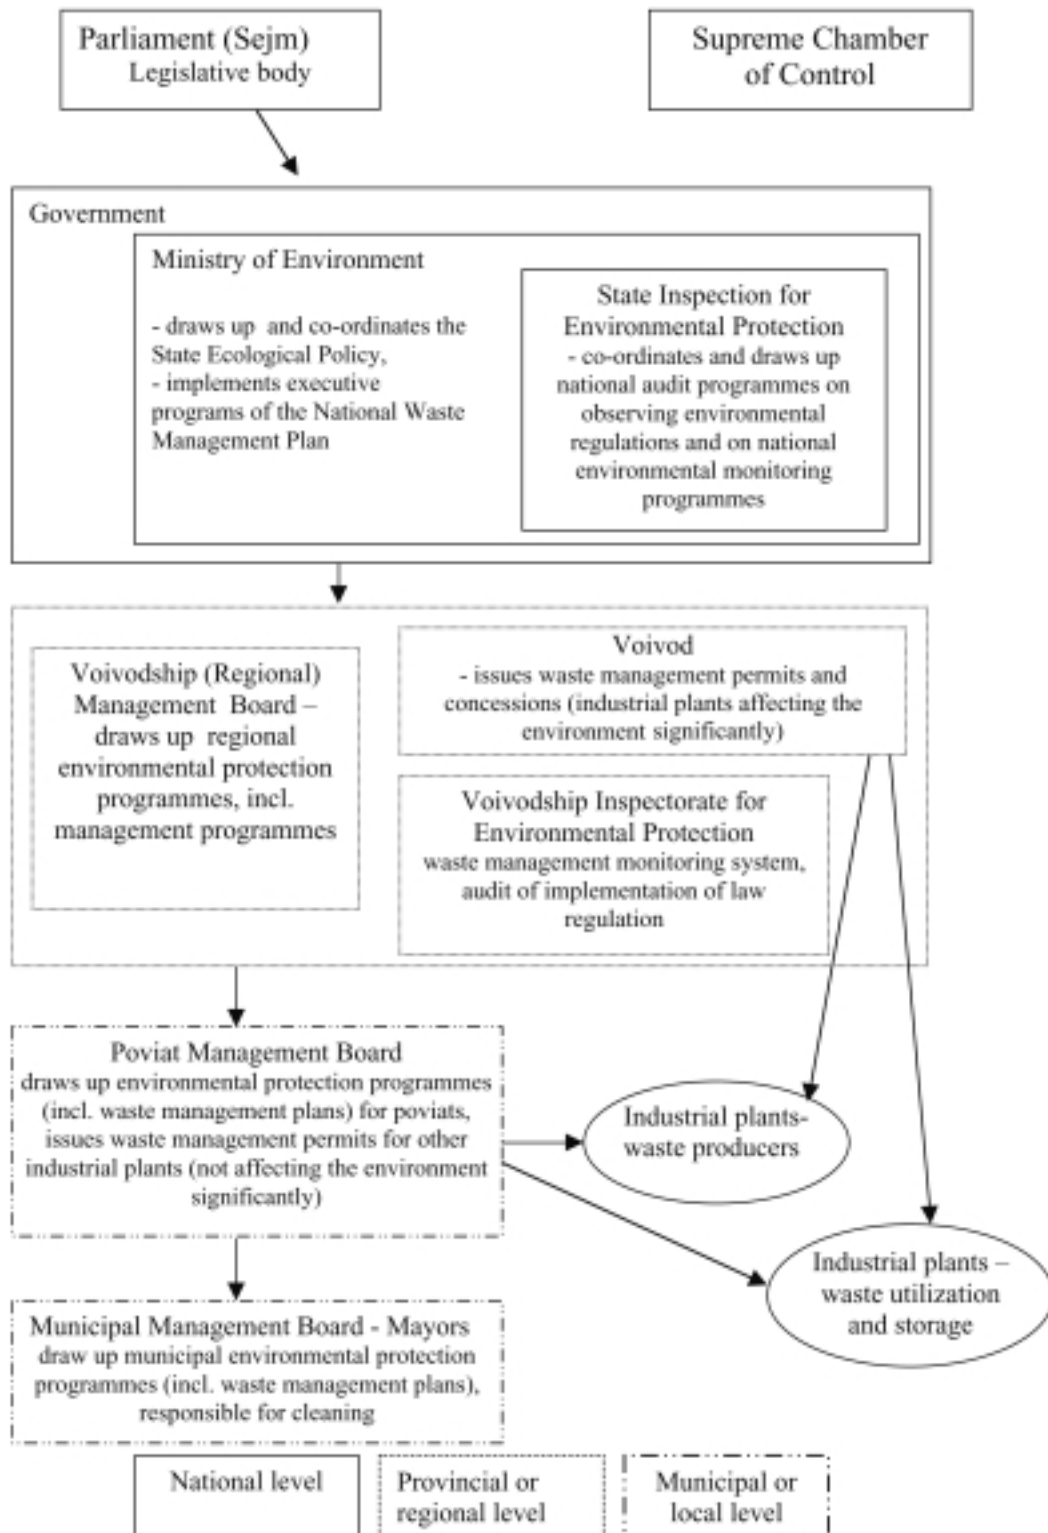 Parliament (Sejm)
Legislative body
Supreme Chamber
of Control
Government
Ministry of Environment
- draws up and co-ordinates the
State Ecological Policy,
- implements executive
programs of the National Waste
Management Plan
State Inspection for
Environmental Protection
- co-ordinates and draws up
national audit programmes on
observing environmental
regulations and on national
environmental monitoring
programmes
Voivodship (Regional)
Management Board –
draws up regional
environmental protection
programmes, incl.
management programmes
Voivod
- issues waste management permits and
concessions (industrial plants affecting the
environment significantly)
Voivodship Inspectorate for
Environmental Protection
waste management monitoring system,
audit of implementation of law
regulation
Poviat Management Board
draws up environmental protection programmes
(incl. waste management plans) for poviats,
issues waste management permits for other
industrial plants (not affecting the environment
significantly)
Industrial plants-
waste producers
Industrial plants –
waste utilization
and storage
Municipal Management Board - Mayors
draw up municipal environmental protection
programmes (incl. waste management plans),
responsible for cleaning
National level
Provincial or
regional level
Municipal or
local level